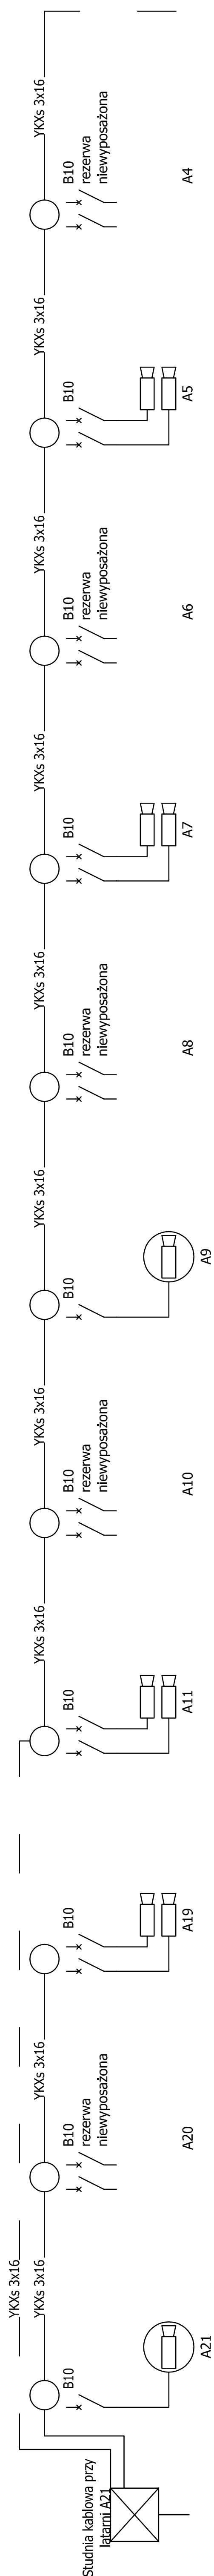 YKXs 3x16
B10
rezerwa
niewyposażona
A4
YKXs 3x16
B10
A5
YKXs 3x16
B10
rezerwa
niewyposażona
A6
YKXs 3x16
B10
A7
YKXs 3x16
B10
rezerwa
niewyposażona
A8
YKXs 3x16
B10
A9
YKXs 3x16
B10
rezerwa
niewyposażona
A10
YKXs 3x16
B10
A11
B10
A19
YKXs 3x16
B10
rezerwa
niewyposażona
A20
YKXs 3x16
YKXs 3x16
B10
A21
Studnia kablowa przy
latarni A21